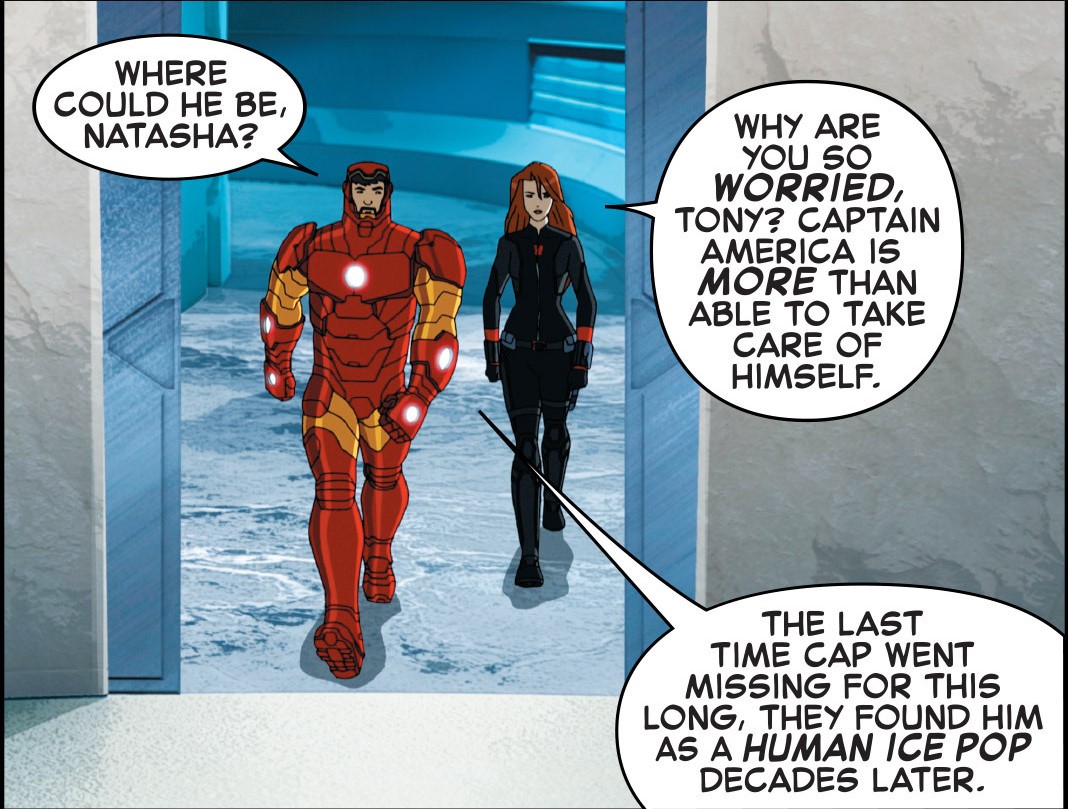 WHERE
COULD HE BE,
NATASHA?
WHY ARE
YOU SO
WORRIED,
TONY? CAPTAIN
AMERICA IS
MORE THAN
ABLE TO TAKE
CARE OF
HIMSELF.
THE LAST
TIME CAP WENT
MISSING FOR THIS
LONG, THEY FOUND HIM
AS A HUMAN ICE POP
DECADES LATER.